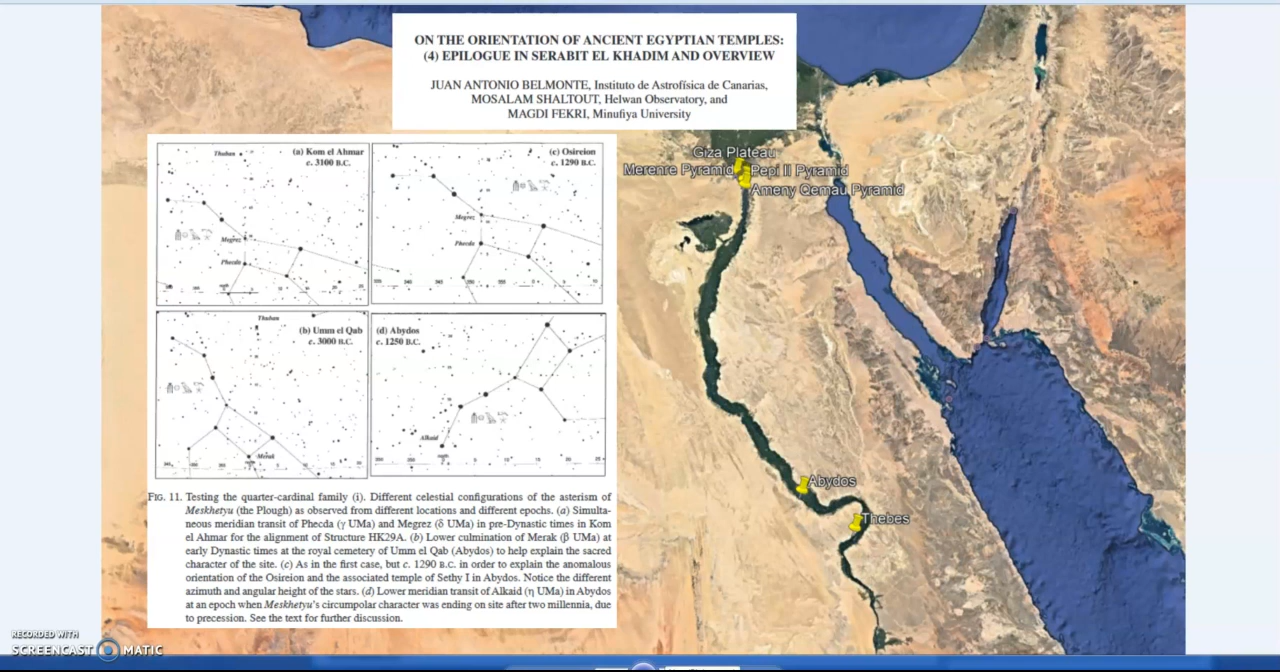 ON THE ORIENTATION OF ANCIENT EGYPTIAN TEMPLES:
(4) EPILOGUE IN SERABIT EL KHADIM AND OVERVIEW
JUAN ANTONIO BELMONTE, Instituto de Astrofísica de Canarias,
MOSALAM SHALTOUT, Helwan Observatory, and
MAGDI FEKRI, Minufiya University
Thuban
(a) Kom el Ahmar
c. 3100 B.C.
Megrez
Phecda
(c) Osireion
c. 1290 B.C.
Megrez
Phecda
Thuban
(b) Umm el Qab
c. 3000 B.C.
Merak
(d) Abydos
c. 1250 B.C.
Alkaid
FIG. 11. Testing the quarter-cardinal family (i). Different celestial configurations of the asterism of
Meskhetyu (the Plough) as observed from different locations and different epochs. (a) Simulta-
neous meridian transit of Phecda (γ UMa) and Megrez (δ UMa) in pre-Dynastic times in Kom
el Ahmar for the alignment of Structure HK29A. (b) Lower culmination of Merak (β UMa) at
early Dynastic times at the royal cemetery of Umm el Qab (Abydos) to help explain the sacred
character of the site. (c) As in the first case, but c. 1290 B.C. in order to explain the anomalous
orientation of the Osireion and the associated temple of Sethy I in Abydos. Notice the different
azimuth and angular height of the stars. (d) Lower meridian transit of Alkaid (η UMa) in Abydos
at an epoch when Meskhetyu's circumpolar character was ending on site after two millennia, due
to precession. See the text for further discussion.
Giza Plateau
Merenre Pyramid
Pepi II Pyramid
Ameny Qemau Pyramid
Abydos
Thebes
RECORDED WITH
SCREENCAST MATIC